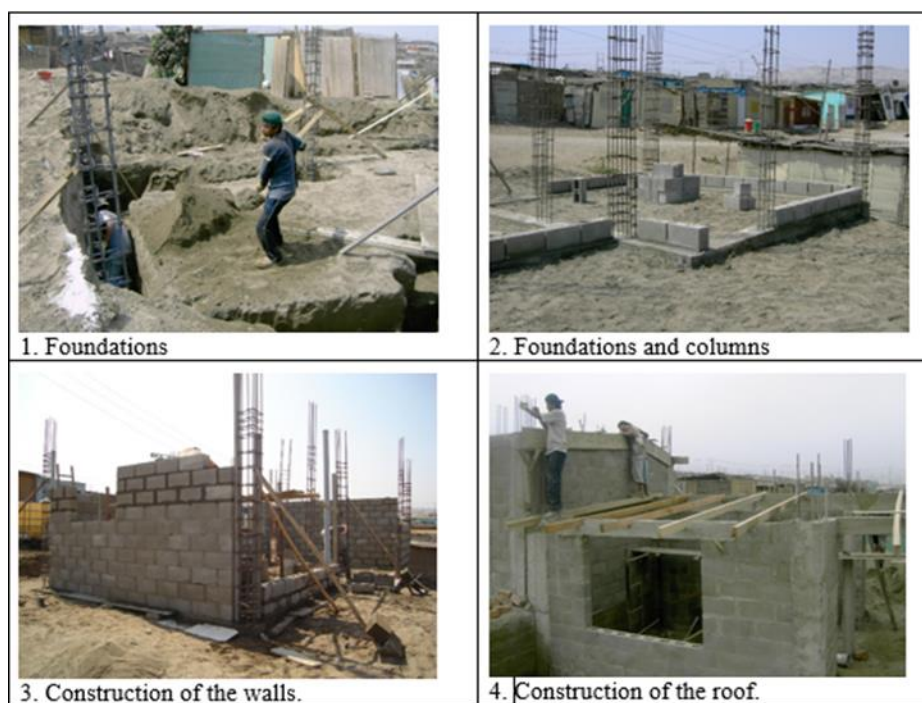 1. Foundations
2. Foundations and columns
3. Construction of the walls.
4. Construction of the roof.